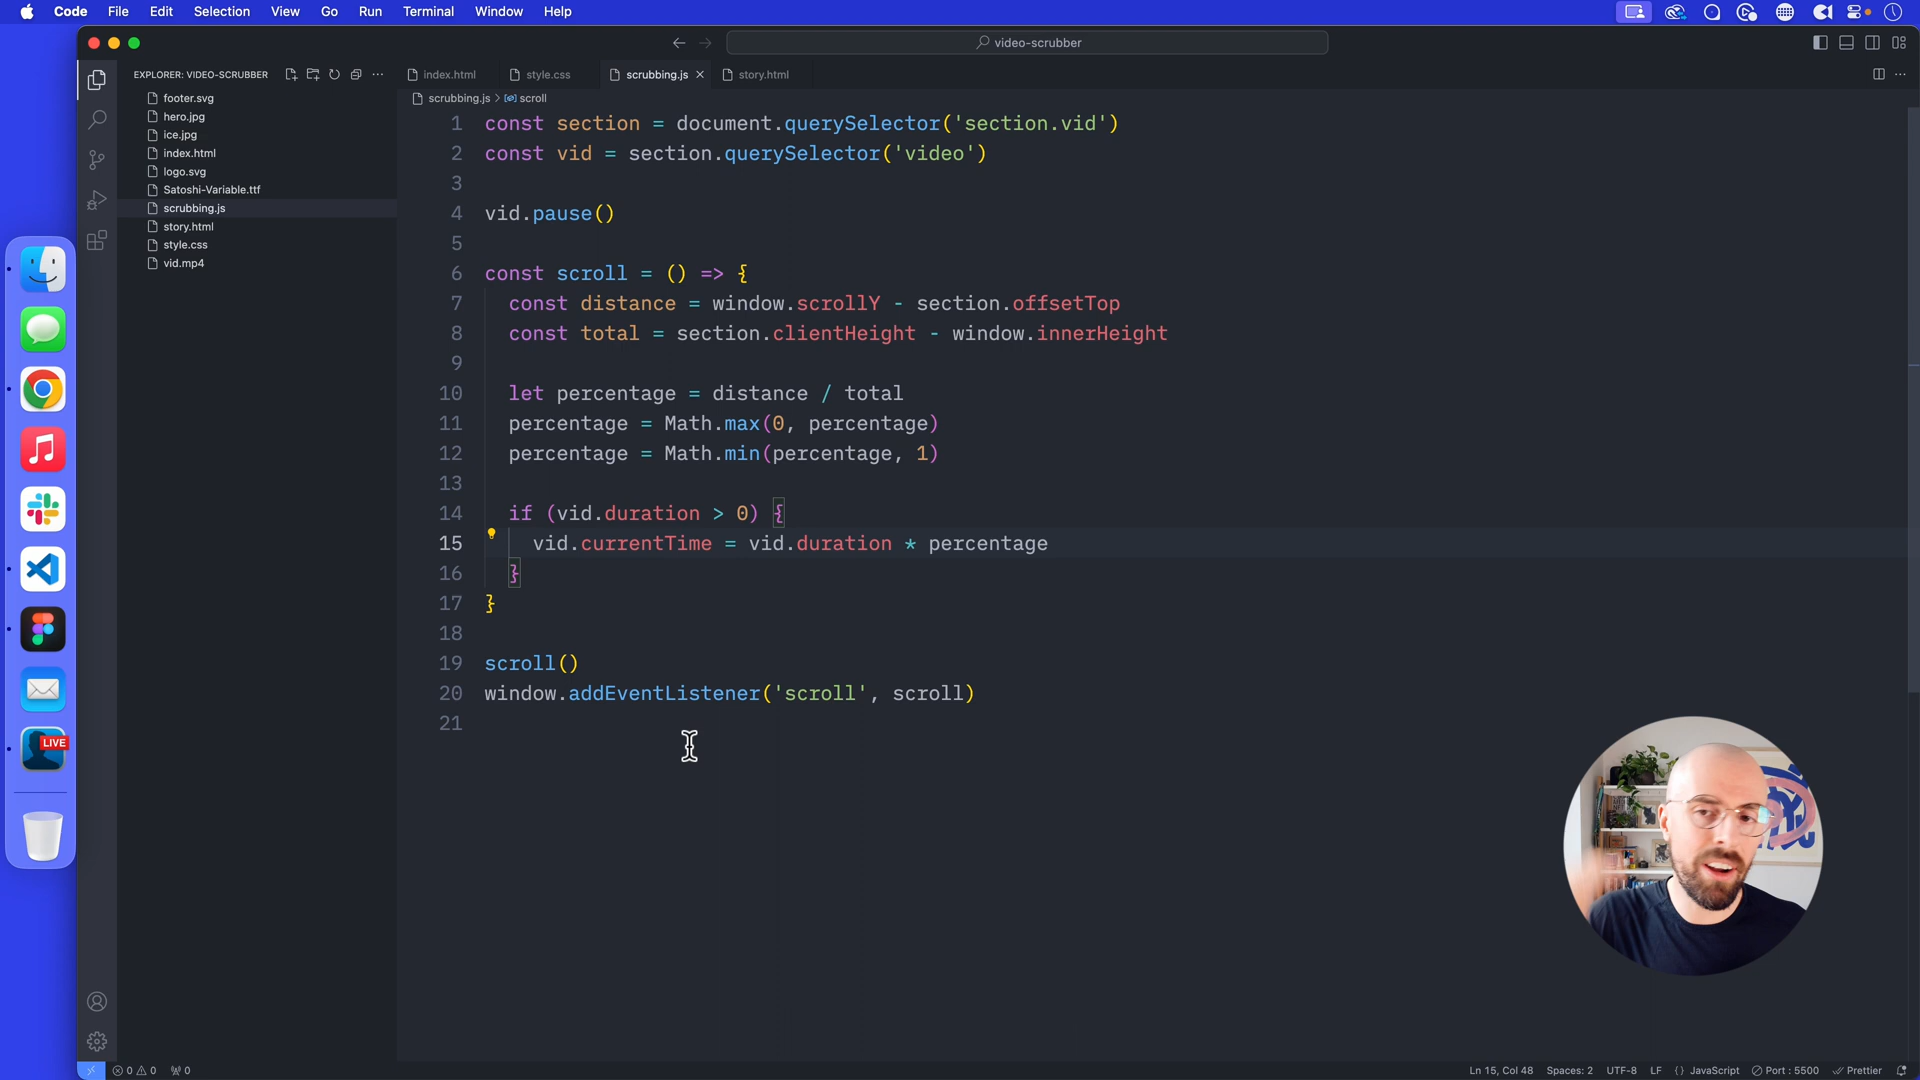 Code File Edit Selection View Go Run Terminal Window Help
video-scrubber
EXPLORER: VIDEO-SCRUBBER
footer.svg
hero.jpg
ice.jpg
index.html
logo.svg
Satoshi-Variable.ttf
scrubbing.js
story.html
style.css
vid.mp4
index.html style.css scrubbing.js story.html
scrubbing.js > scroll
1 const section = document.querySelector('section.vid')
2 const vid = section.querySelector('video')
3
4 vid.pause()
5
6 const scroll = () => {
7 const distance = window.scrollY - section.offsetTop
8 const total = section.clientHeight - window.innerHeight
9
10 let percentage = distance / total
11 percentage = Math.max(0, percentage)
12 percentage = Math.min(percentage, 1)
13
14 if (vid.duration > 0) {
15 vid.currentTime = vid.duration * percentage
16 }
17 }
18
19 scroll()
20 window.addEventListener('scroll', scroll)
21
LIVE
0 0 0
Ln 15, Col 48 Spaces: 2 UTF-8 LF {} JavaScript Port : 5500 Prettier